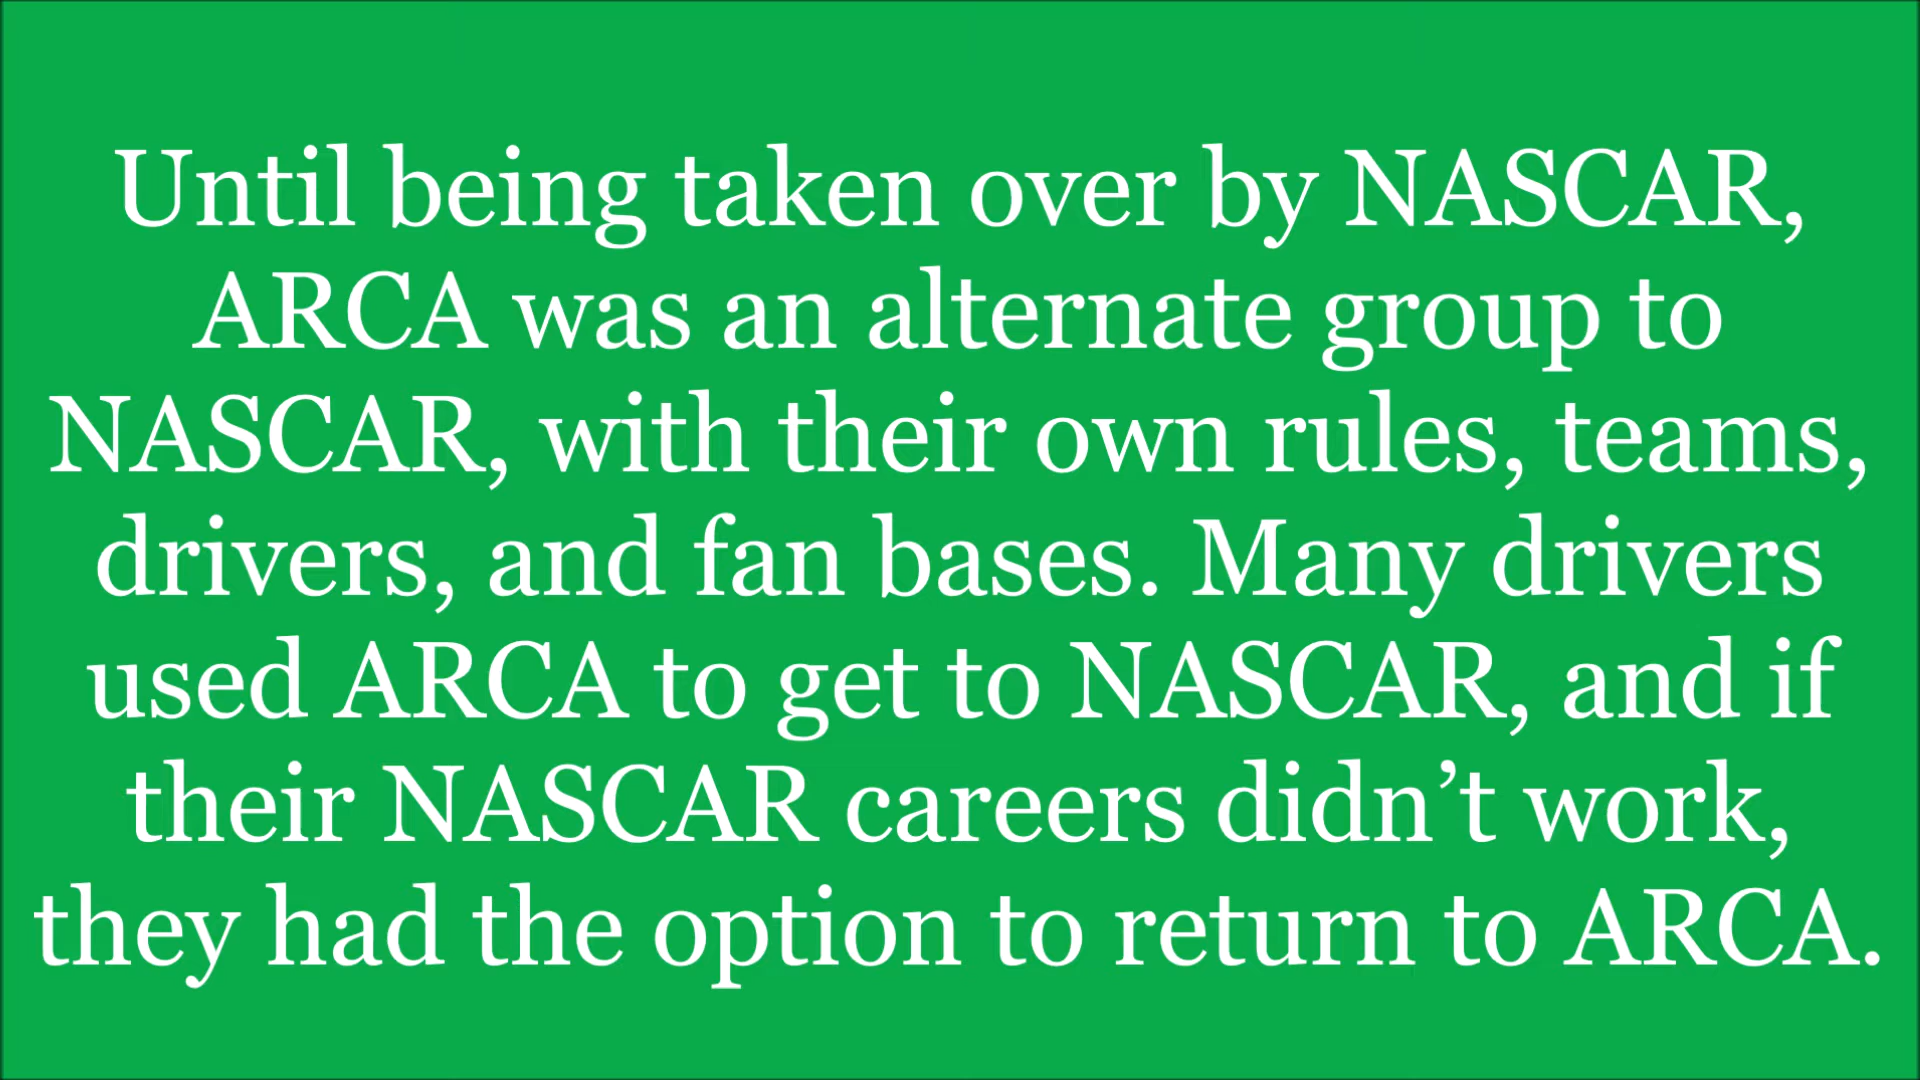 Until being taken over by NASCAR,
ARCA was an alternate group to
NASCAR, with their own rules, teams,
drivers, and fan bases. Many drivers
used ARCA to get to NASCAR, and if
their NASCAR careers didn’t work,
they had the option to return to ARCA.